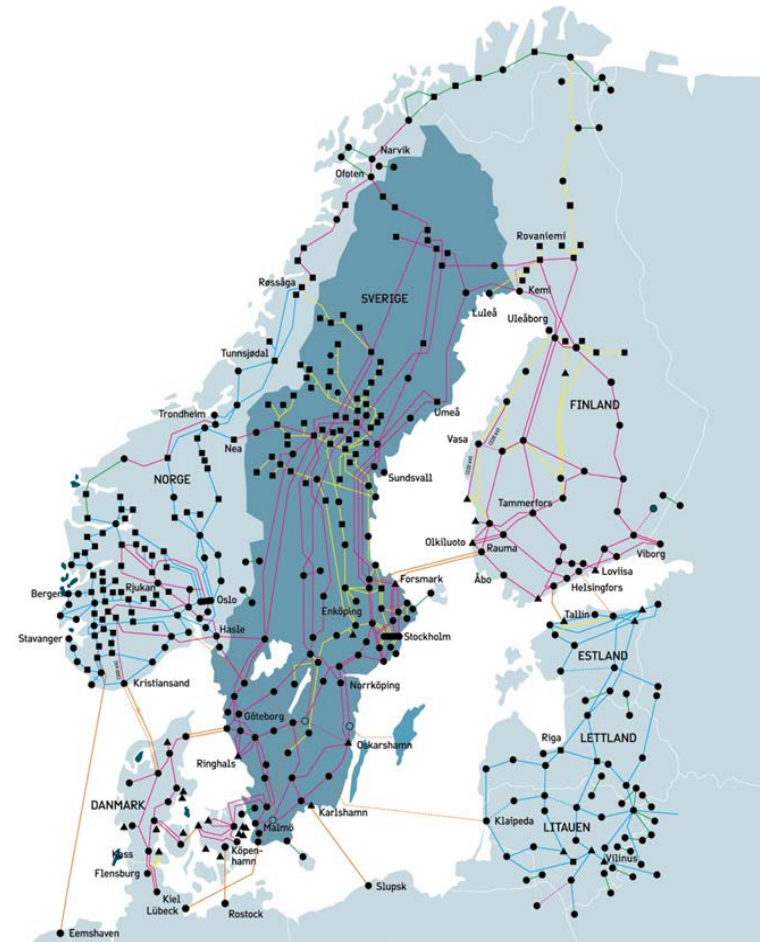 Narvik
Ofoten
Rovaniemi
Røssåga
SVERIGE
Kemi
Luleå
Uleåborg
Tunnsjødal
FINLAND
Trondheim
Umeå
Vasa
Nea
NORGE
Sundsvall
Tammerfors
Olkiluoto
Rauma
Viborg
Loviisa
Åbo
Helsingfors
Forsmark
Rjukan
Bergen
Oslo
Enköping
Tallin
Stavanger
Hasle
Stockholm
ESTLAND
Kristiansand
Norrköping
Göteborg
LETTLAND
Riga
Oskarshamn
Ringhals
DANMARK
Karlshamn
Klaipeda
Malmö
LITAUEN
Köpen-
hamn
Kass
Vilinus
Flensburg
Kiel
Lübeck
Rostock
Slupsk
Eemshaven